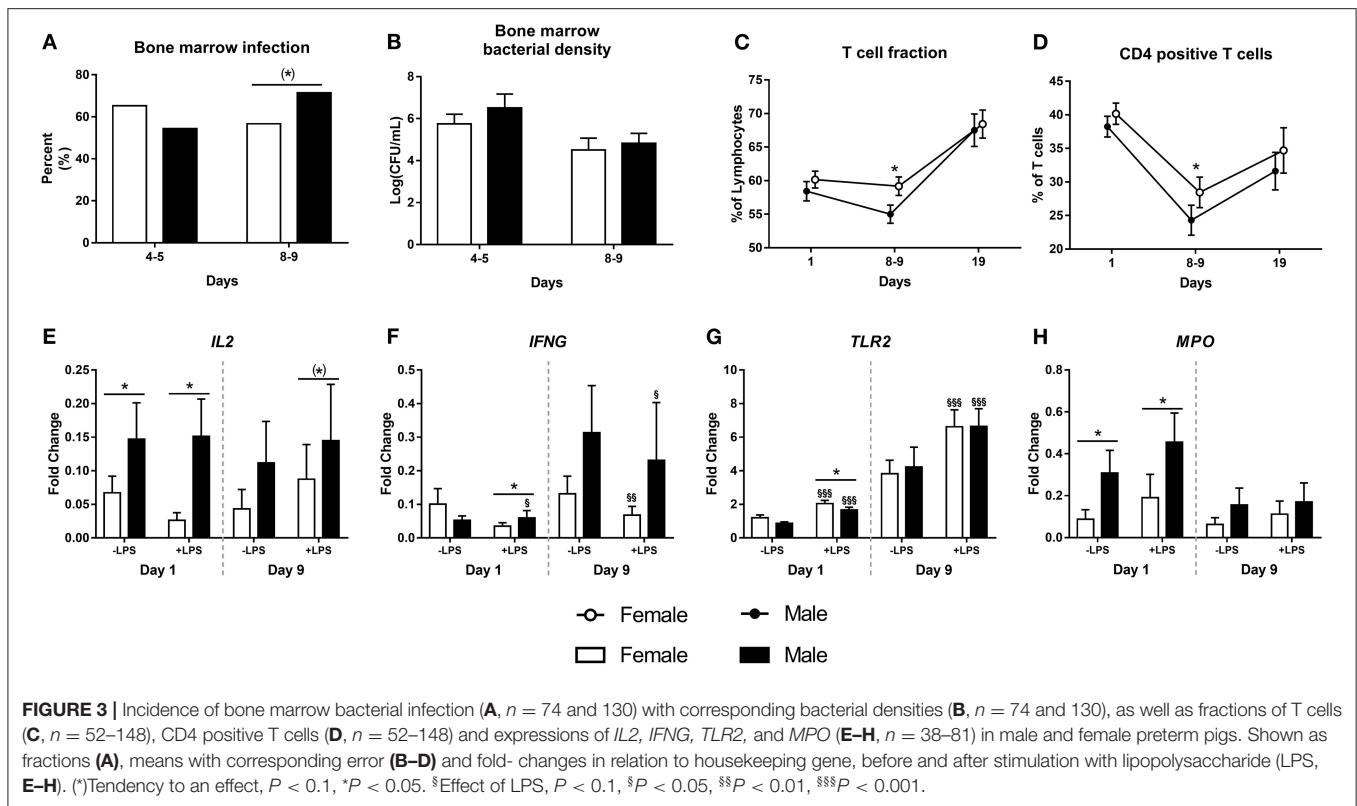 A
Bone marrow infection
Percent
(%)
80
60
40
20
0
(*)
4-5
8-9
Days
B
Bone marrow
bacterial density
Log(CFU/mL)
8
6
4
2
0
4-5
8-9
Days
C
T cell fraction
%of Lymphocytes
75
70
65
60
55
50
*
1
8-9
19
Days
D
CD4 positive T cells
% of T cells
45
40
35
30
25
20
*
1
8-9
19
Days
E
IL2
Fold Change
0.25
0.20
0.15
0.10
0.05
0.00
*
*
(*)
-LPS
+LPS
-LPS
+LPS
Day 1
Day 9
F
IFNG
Fold Change
0.5
0.4
0.3
0.2
0.1
0.0
*
§
§§
§
-LPS
+LPS
-LPS
+LPS
Day 1
Day 9
G
TLR2
Fold Change
10
8
6
4
2
0
*
§§§
§§§
§§§
§§§
-LPS
+LPS
-LPS
+LPS
Day 1
Day 9
H
MPO
Fold Change
0.8
0.6
0.4
0.2
0.0
*
*
-LPS
+LPS
-LPS
+LPS
Day 1
Day 9
Female
Male
Female
Male
FIGURE 3 | Incidence of bone marrow bacterial infection (A, n = 74 and 130) with corresponding bacterial densities (B, n = 74 and 130), as well as fractions of T cells
(C, n = 52–148), CD4 positive T cells (D, n = 52–148) and expressions of IL2, IFNG, TLR2, and MPO (E–H, n = 38–81) in male and female preterm pigs. Shown as
fractions (A), means with corresponding error (B–D) and fold- changes in relation to housekeeping gene, before and after stimulation with lipopolysaccharide (LPS,
E–H). (*)Tendency to an effect, P < 0.1, *P < 0.05. §Effect of LPS, P < 0.1, §P < 0.05, §§P < 0.01, §§§P < 0.001.